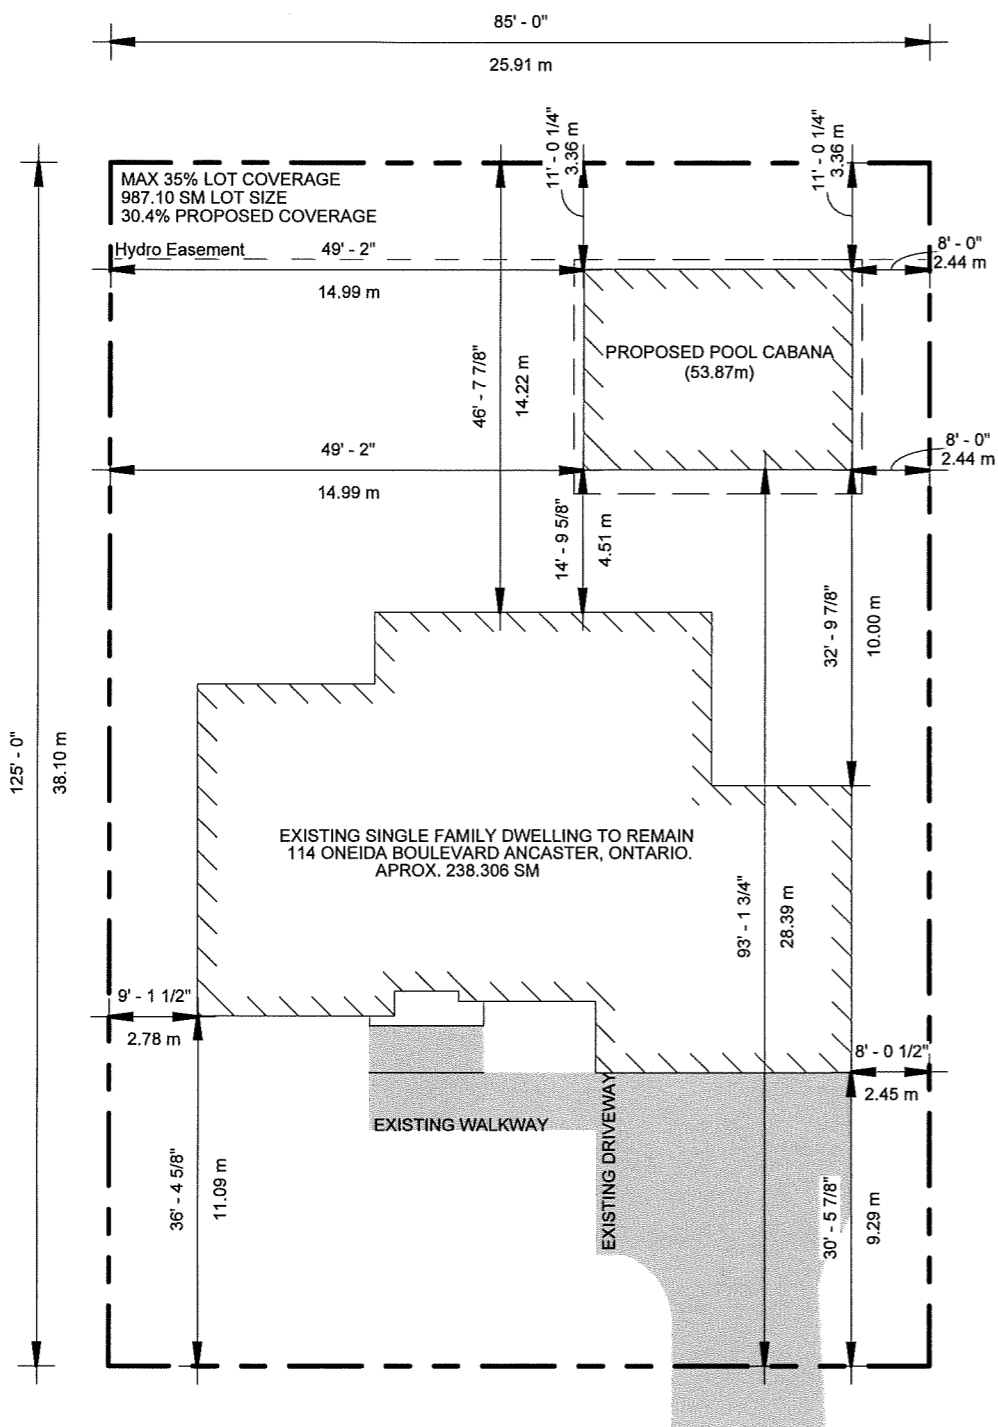 85' - 0"
25.91 m
11' - 0 1/4"
3.36 m
11' - 0 1/4"
3.36 m
MAX 35% LOT COVERAGE
987.10 SM LOT SIZE
30.4% PROPOSED COVERAGE
Hydro Easement
49' - 2"
14.99 m
8' - 0"
2.44 m
PROPOSED POOL CABANA
(53.87m)
46' - 7 7/8"
14.22 m
49' - 2"
14.99 m
8' - 0"
2.44 m
14' - 9 5/8"
4.51 m
32' - 9 7/8"
10.00 m
125' - 0"
38.10 m
EXISTING SINGLE FAMILY DWELLING TO REMAIN
114 ONEIDA BOULEVARD ANCASTER, ONTARIO.
APROX. 238.306 SM
93' - 1 3/4"
28.39 m
9' - 1 1/2"
2.78 m
8' - 0 1/2"
2.45 m
EXISTING WALKWAY
EXISTING DRIVEWAY
36' - 4 5/8"
11.09 m
30' - 5 7/8"
9.29 m